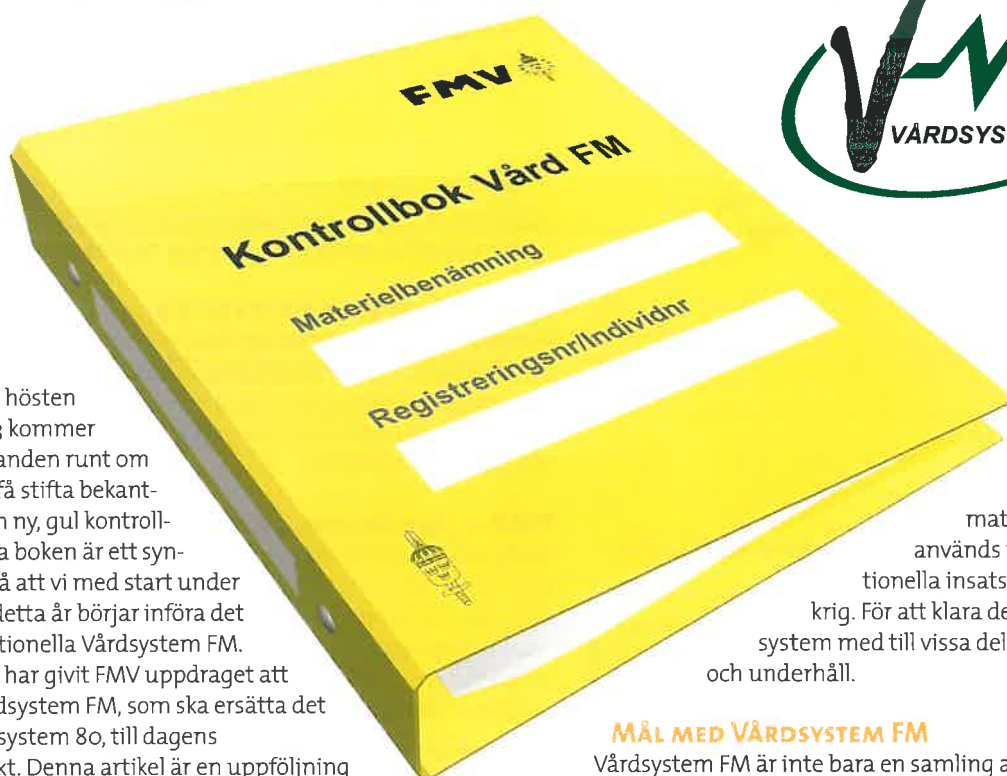 FMV
Kontrollbok Vård FM
Materielbenämning
Registreringsnr/Individnr
VÅRDSYS
hösten
kommer
anden runt om
få stifta bekant-
n ny, gul kontroll-
a boken är ett syn-
å att vi med start under
detta år börjar införa det
tionella Vårdsystem FM.
har givit FMV uppdraget att
dsystem FM, som ska ersätta det
system 80, till dagens
kt. Denna artikel är en uppföljning
mat
används
tionella insats
krig. För att klara de
system med till vissa del
och underhåll.
MÅL MED VÅRDSYSTEM FM
Vårdsystem FM är inte bara en samling a